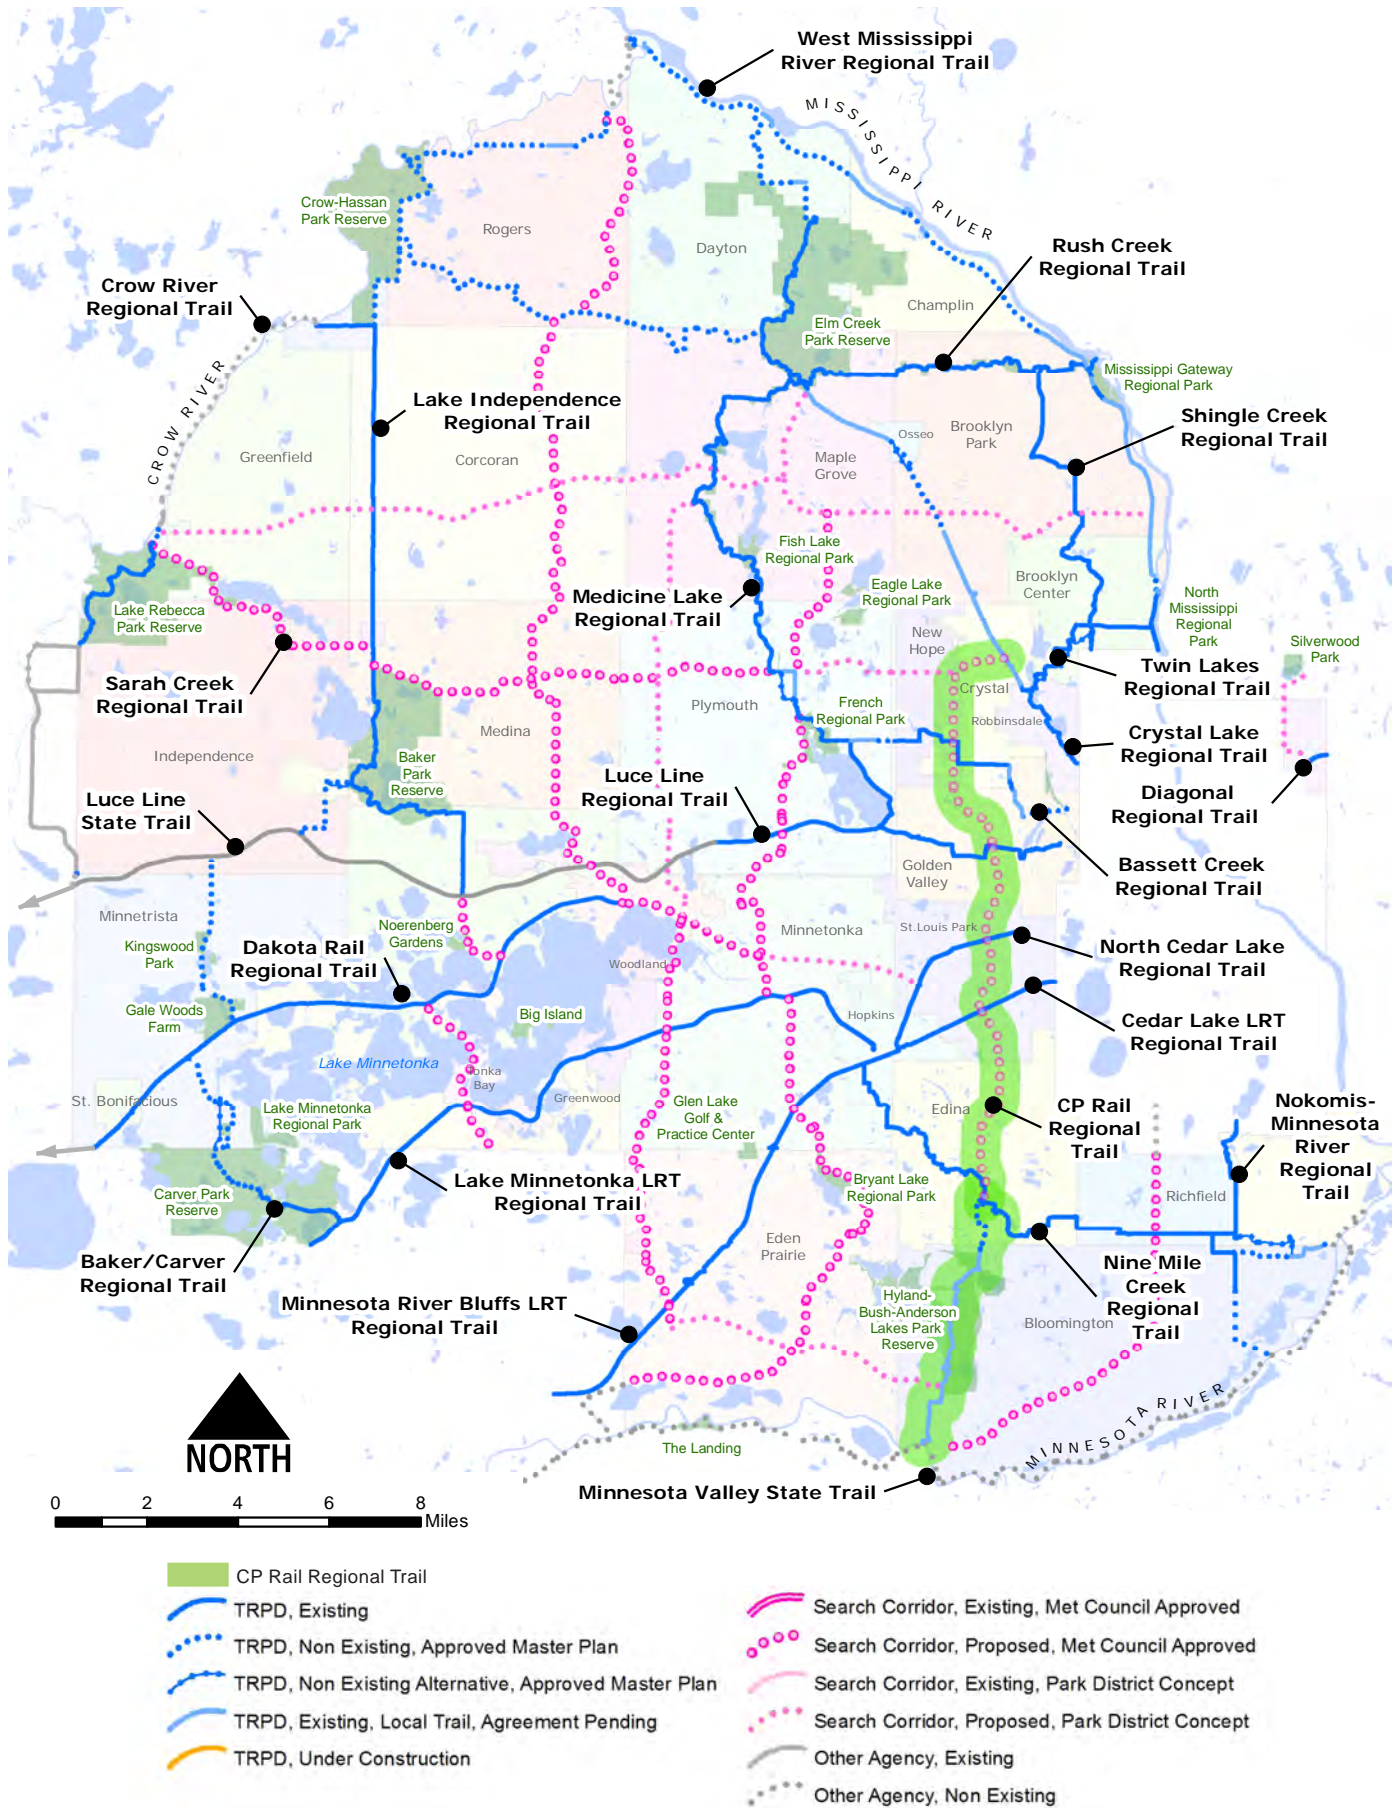 West Mississippi
River Regional Trail
MISSISSIPPI RIVER
Crow-Hassan
Park Reserve
Rogers
Dayton
Rush Creek
Regional Trail
Crow River
Regional Trail
Champlin
Elm Creek
Park Reserve
Mississippi Gateway
Regional Park
CROW RIVER
Lake Independence
Regional Trail
Shingle Creek
Regional Trail
Greenfield
Corcoran
Maple
Grove
Osseo
Brooklyn
Park
Fish Lake
Regional Park
Eagle Lake
Regional Park
Brooklyn
Center
North
Mississippi
Regional
Park
Silverwood
Park
Lake Rebecca
Park Reserve
Medicine Lake
Regional Trail
New
Hope
Sarah Creek
Regional Trail
Twin Lakes
Regional Trail
Crystal
Plymouth
French
Regional Park
Robbinsdale
Medina
Independence
Baker
Park
Reserve
Crystal Lake
Regional Trail
Luce Line
State Trail
Luce Line
Regional Trail
Diagonal
Regional Trail
Golden
Valley
Bassett Creek
Regional Trail
Minnetrista
Kingswood
Park
Noerenberg
Gardens
Minnetonka
St.Louis Park
Dakota Rail
Regional Trail
Woodland
North Cedar Lake
Regional Trail
Gale Woods
Farm
Big Island
Hopkins
Cedar Lake LRT
Regional Trail
Lake Minnetonka
Tonka
Bay
Greenwood
St. Bonifacious
Lake Minnetonka
Regional Park
Glen Lake
Golf &
Practice Center
Edina
CP Rail
Regional
Trail
Nokomis-
Minnesota
River
Regional
Trail
Carver Park
Reserve
Lake Minnetonka LRT
Regional Trail
Bryant Lake
Regional Park
Richfield
Eden
Prairie
Baker/Carver
Regional Trail
Nine Mile
Creek
Regional
Trail
Minnesota River Bluffs LRT
Regional Trail
Hyland-
Bush-Anderson
Lakes Park
Reserve
Bloomington
MINNESOTA RIVER
NORTH
The Landing
Minnesota Valley State Trail
0 2 4 6 8
Miles
CP Rail Regional Trail
TRPD, Existing
TRPD, Non Existing, Approved Master Plan
TRPD, Non Existing Alternative, Approved Master Plan
TRPD, Existing, Local Trail, Agreement Pending
TRPD, Under Construction
Search Corridor, Existing, Met Council Approved
Search Corridor, Proposed, Met Council Approved
Search Corridor, Existing, Park District Concept
Search Corridor, Proposed, Park District Concept
Other Agency, Existing
Other Agency, Non Existing